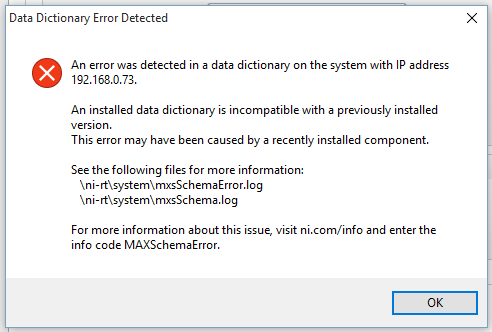 Data Dictionary Error Detected
An error was detected in a data dictionary on the system with IP address
192.168.0.73.
An installed data dictionary is incompatible with a previously installed
version.
This error may have been caused by a recently installed component.
See the following files for more information:
\ni-rt\system\mxsSchemaError.log
\ni-rt\system\mxsSchema.log
For more information about this issue, visit ni.com/info and enter the
info code MAXSchemaError.
OK